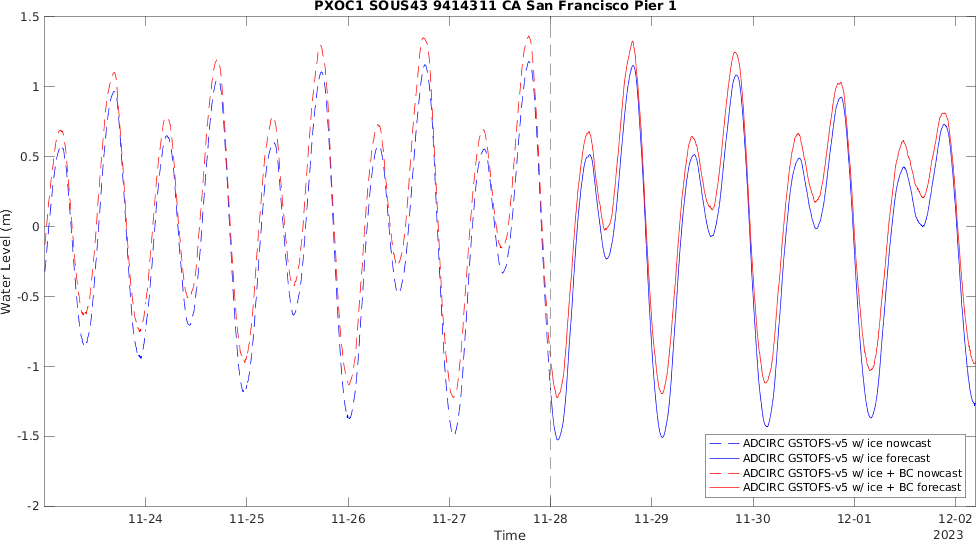 PXOC1 SOUS43 9414311 CA San Francisco Pier 1
1.5
1
0.5
0
-0.5
-1
-1.5
-2
Water Level (m)
11-24
11-25
11-26
11-27
11-28
11-29
11-30
12-01
12-02
Time
2023
ADCIRC GSTOFS-v5 w/ ice nowcast
ADCIRC GSTOFS-v5 w/ ice forecast
ADCIRC GSTOFS-v5 w/ ice + BC nowcast
ADCIRC GSTOFS-v5 w/ ice + BC forecast